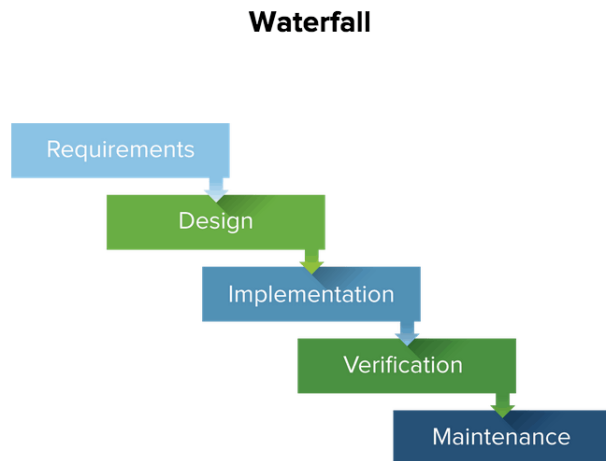 Waterfall
Requirements
Design
Implementation
Verification
Maintenance